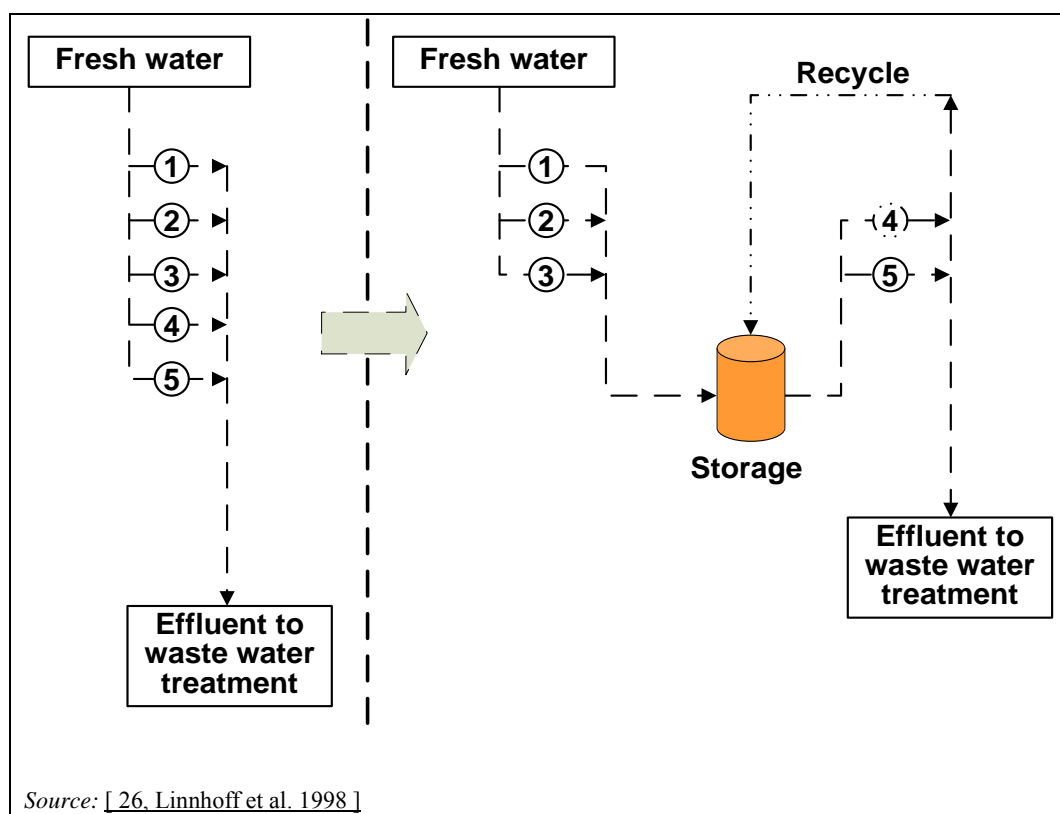 Fresh water
1
2
3
4
5
Effluent to
waste water
treatment
Fresh water
Recycle
1
2
3
4
5
Storage
Effluent to
waste water
treatment
Source: [ 26, Linnhoff et al. 1998 ]